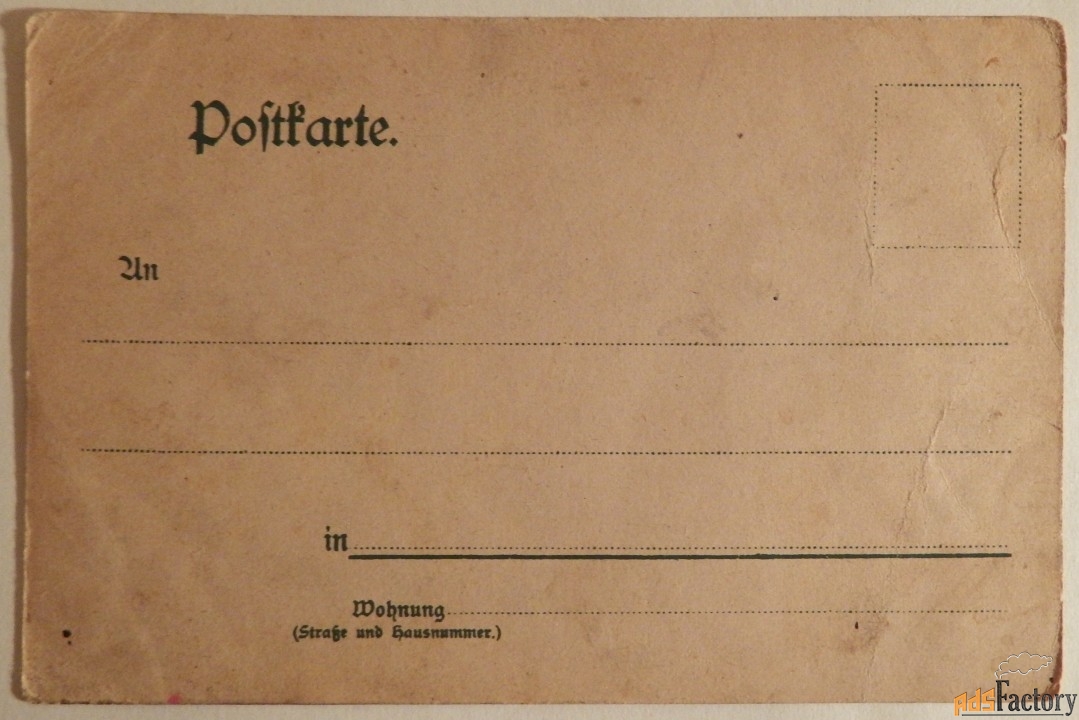 Postkarte.
An
in
Wohnung
(Straße und Hausnummer.)
AdsFactory